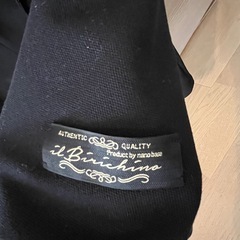 AUTHENTIC QUALITY
Product by nano base
il Birichino